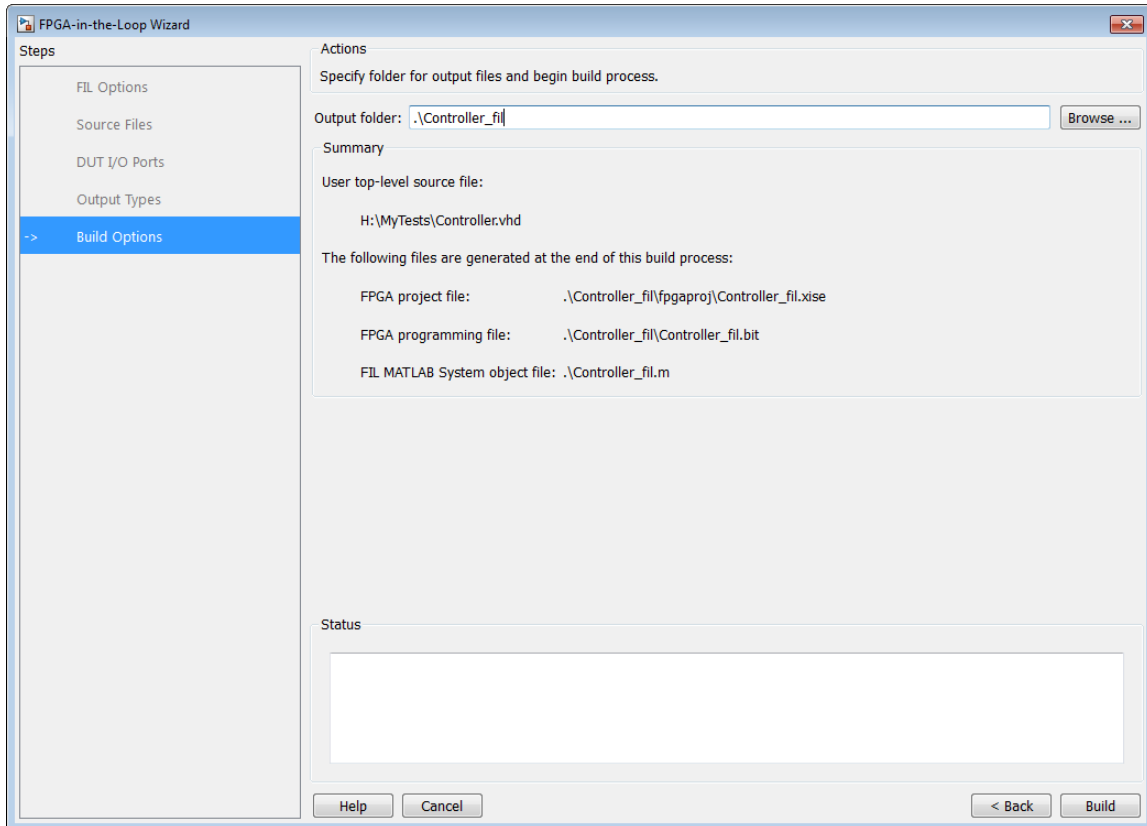 FPGA-in-the-Loop Wizard
Steps
FIL Options
Source Files
DUT I/O Ports
Output Types
-> Build Options
Actions
Specify folder for output files and begin build process.
Output folder: .\Controller_fil Browse ...
Summary
User top-level source file:
H:\MyTests\Controller.vhd
The following files are generated at the end of this build process:
FPGA project file: .\Controller_fil\fpgaproj\Controller_fil.xise
FPGA programming file: .\Controller_fil\Controller_fil.bit
FIL MATLAB System object file: .\Controller_fil.m
Status
Help Cancel < Back Build